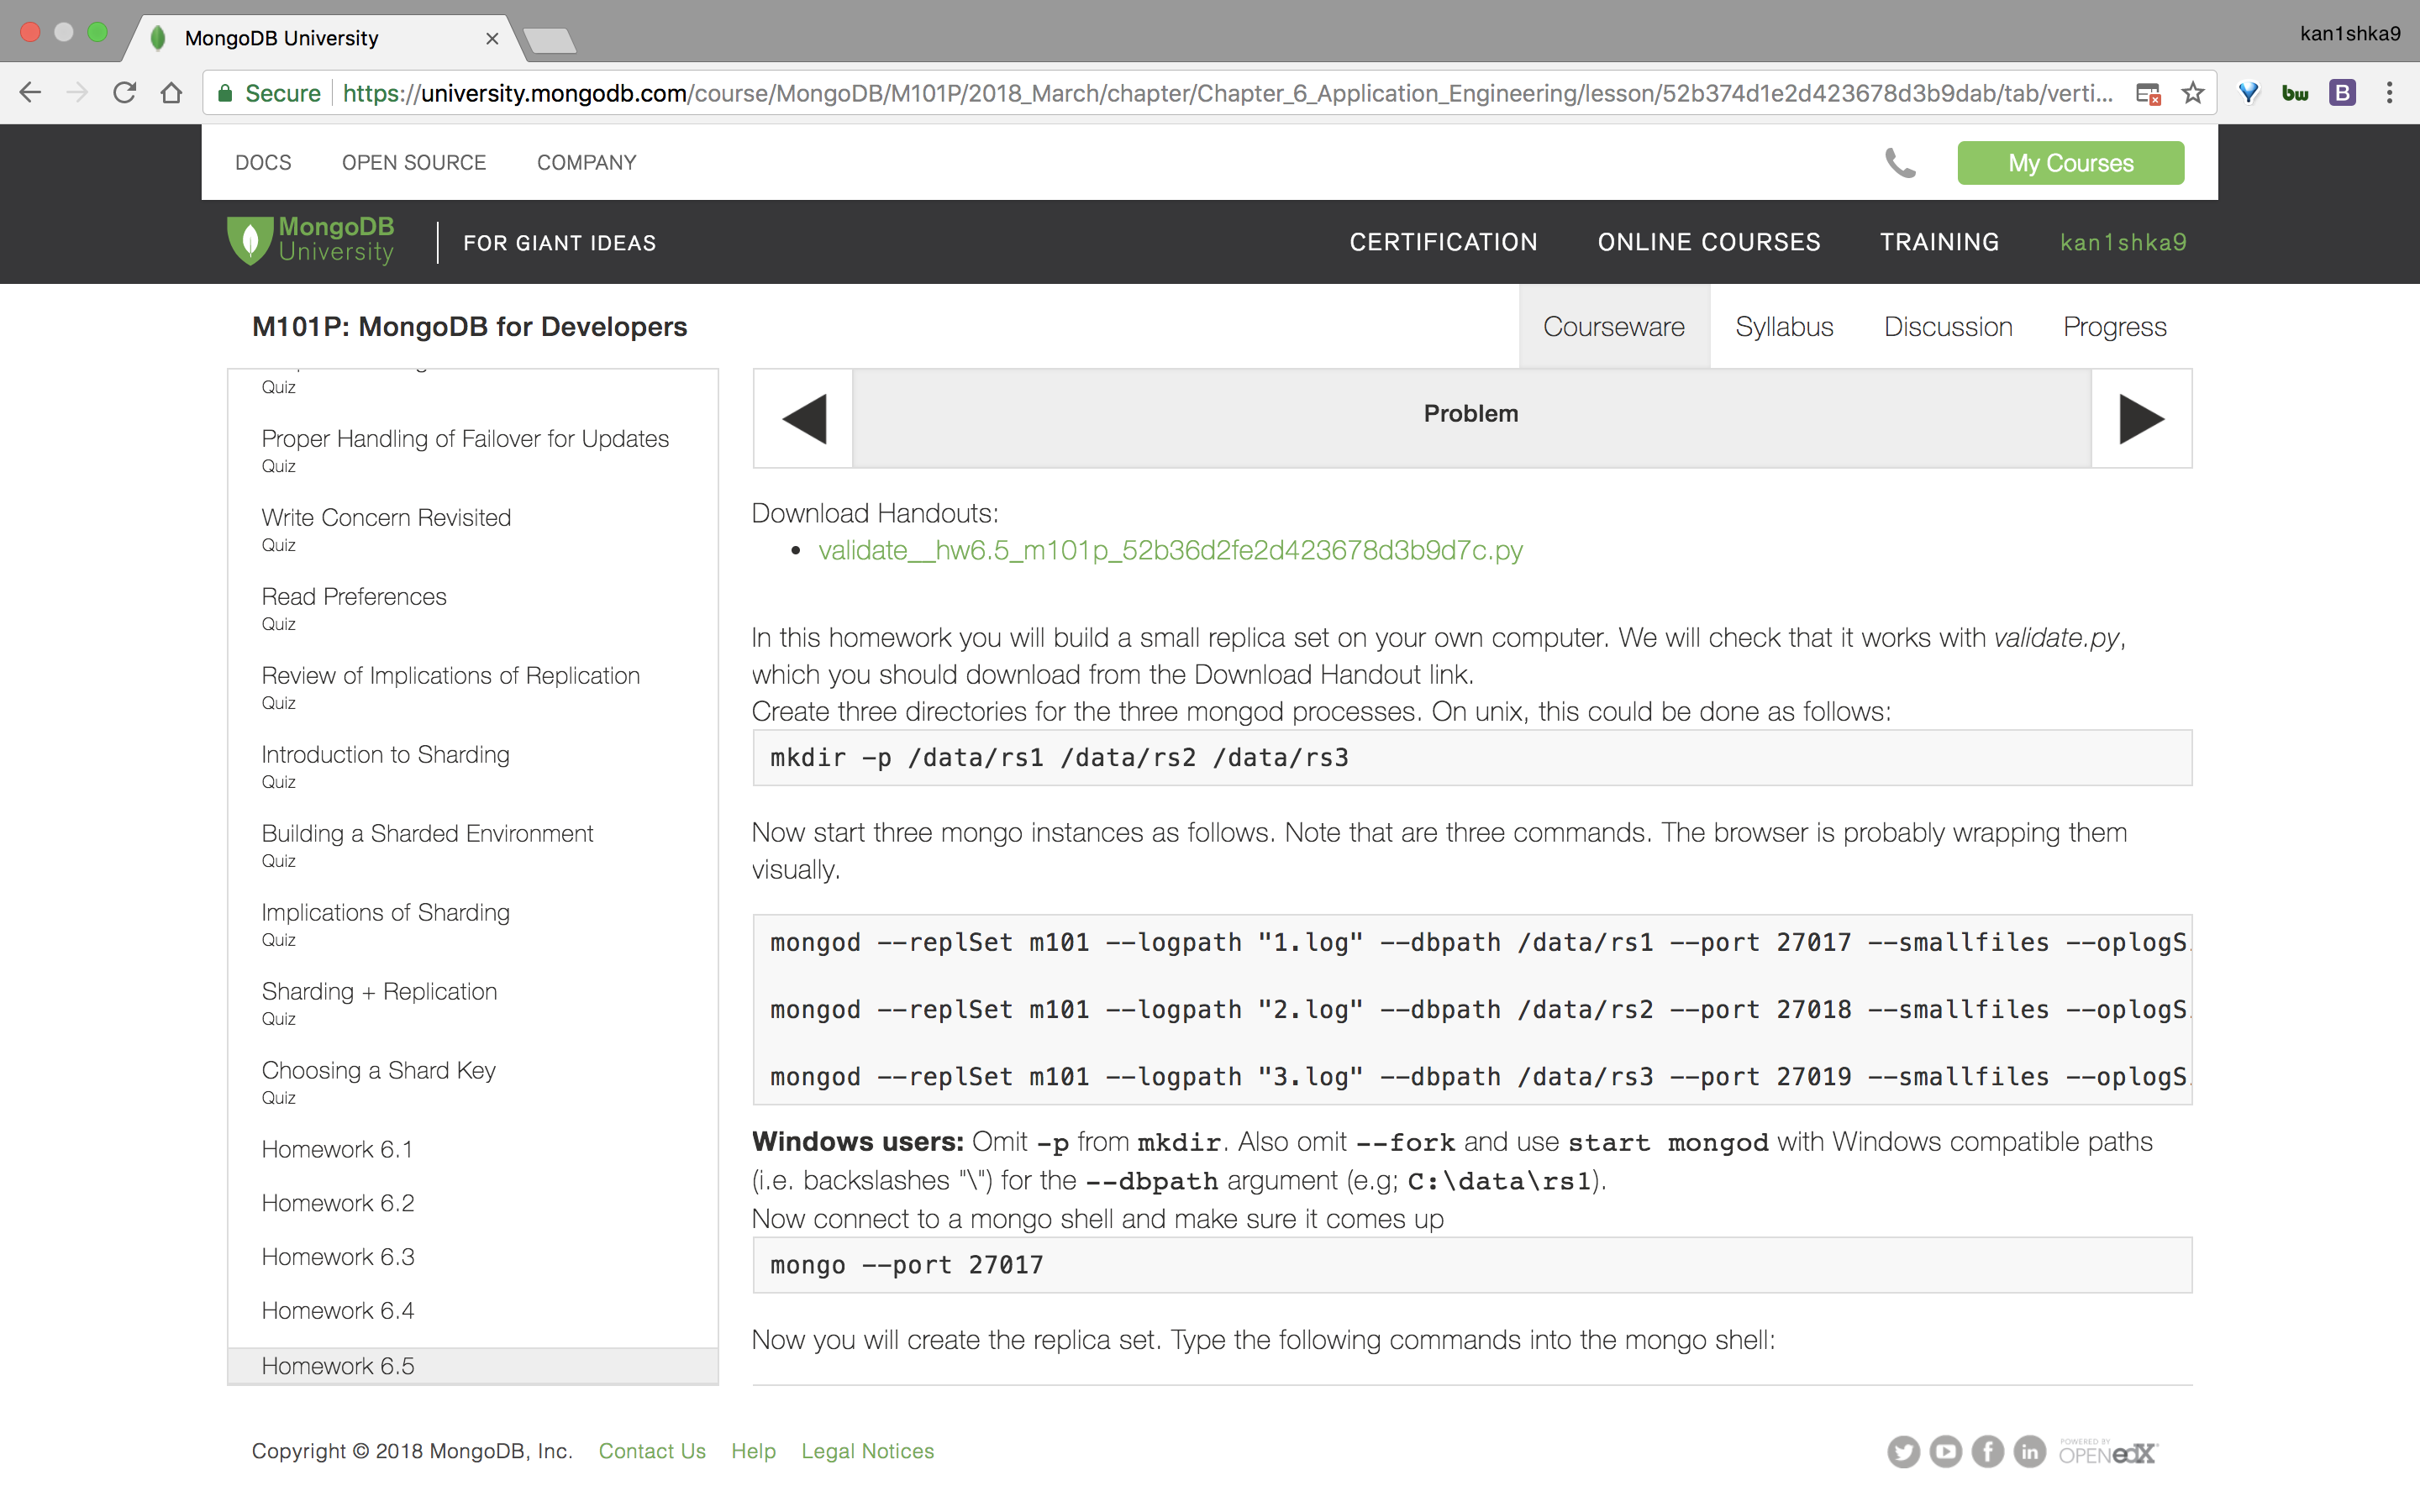 MongoDB University
kan1shka9
Secure https://university.mongodb.com/course/MongoDB/M101P/2018_March/chapter/Chapter_6_Application_Engineering/lesson/52b374d1e2d423678d3b9dab/tab/verti...
bw
B
DOCS OPEN SOURCE COMPANY
My Courses
MongoDB
University
FOR GIANT IDEAS
CERTIFICATION ONLINE COURSES TRAINING kan1shka9
M101P: MongoDB for Developers
Courseware Syllabus Discussion Progress
Quiz
Proper Handling of Failover for Updates
Quiz
Write Concern Revisited
Quiz
Read Preferences
Quiz
Review of Implications of Replication
Quiz
Introduction to Sharding
Quiz
Building a Sharded Environment
Quiz
Implications of Sharding
Quiz
Sharding + Replication
Quiz
Choosing a Shard Key
Quiz
Homework 6.1
Homework 6.2
Homework 6.3
Homework 6.4
Homework 6.5
Problem
Download Handouts:
• validate__hw6.5_m101p_52b36d2fe2d423678d3b9d7c.py
In this homework you will build a small replica set on your own computer. We will check that it works with validate.py,
which you should download from the Download Handout link.
Create three directories for the three mongod processes. On unix, this could be done as follows:
mkdir -p /data/rs1 /data/rs2 /data/rs3
Now start three mongo instances as follows. Note that are three commands. The browser is probably wrapping them
visually.
mongod --replSet m101 --logpath "1.log" --dbpath /data/rs1 --port 27017 --smallfiles --oplogS
mongod --replSet m101 --logpath "2.log" --dbpath /data/rs2 --port 27018 --smallfiles --oplogS
mongod --replSet m101 --logpath "3.log" --dbpath /data/rs3 --port 27019 --smallfiles --oplogS
Windows users: Omit -p from mkdir. Also omit --fork and use start mongod with Windows compatible paths
(i.e. backslashes "\") for the --dbpath argument (e.g; C:\data\rs1).
Now connect to a mongo shell and make sure it comes up
mongo --port 27017
Now you will create the replica set. Type the following commands into the mongo shell:
Copyright © 2018 MongoDB, Inc. Contact Us Help Legal Notices
POWERED BY
OPEN edX